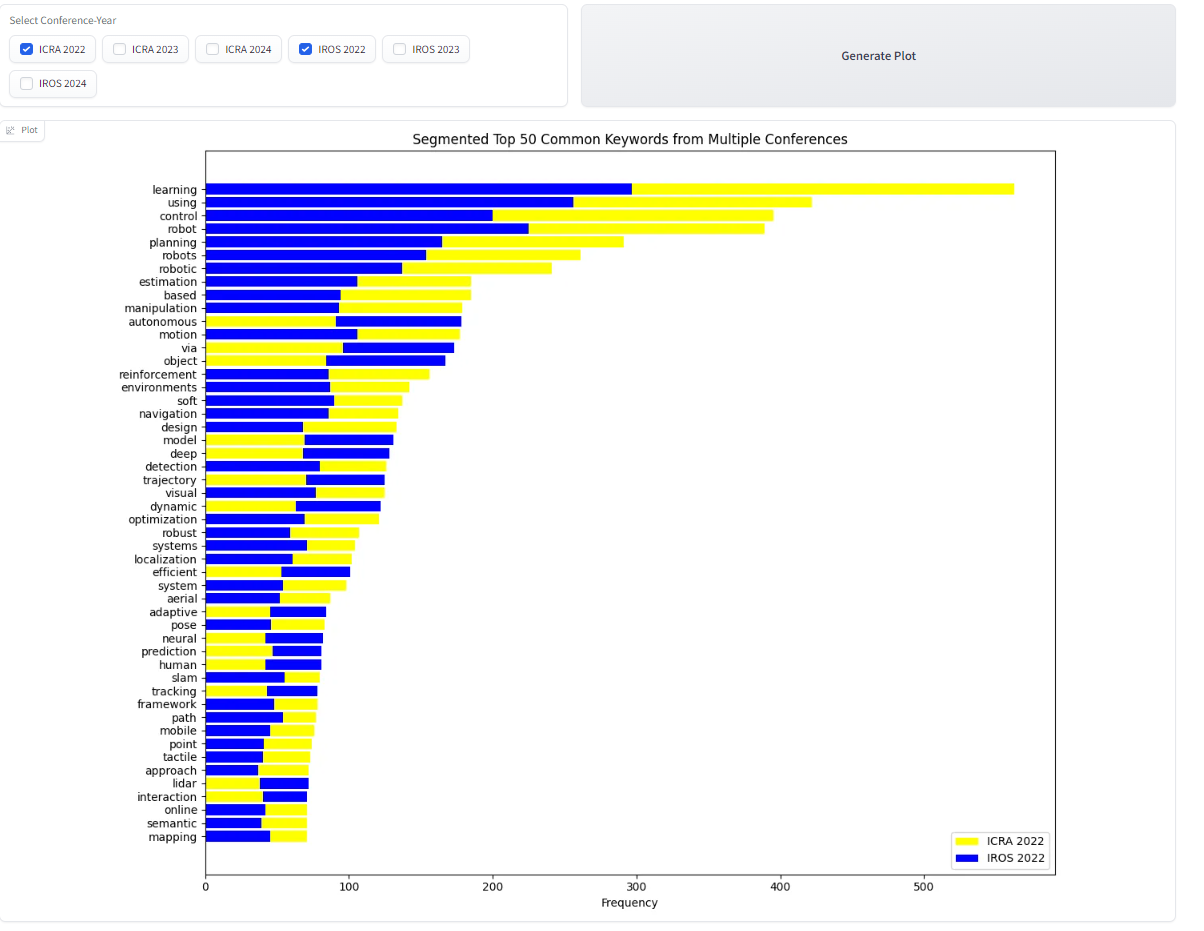 Select Conference-Year
ICRA 2022 ICRA 2023 ICRA 2024 IROS 2022 IROS 2023
IROS 2024
Generate Plot
Plot
Segmented Top 50 Common Keywords from Multiple Conferences
learning
using
control
robot
planning
robots
robotic
estimation
based
manipulation
autonomous
motion
via
object
reinforcement
environments
soft
navigation
design
model
deep
detection
trajectory
visual
dynamic
optimization
robust
systems
localization
efficient
system
aerial
adaptive
pose
neural
prediction
human
slam
tracking
framework
path
mobile
point
tactile
approach
lidar
interaction
online
semantic
mapping
ICRA 2022
IROS 2022
0 100 200 300 400 500
Frequency